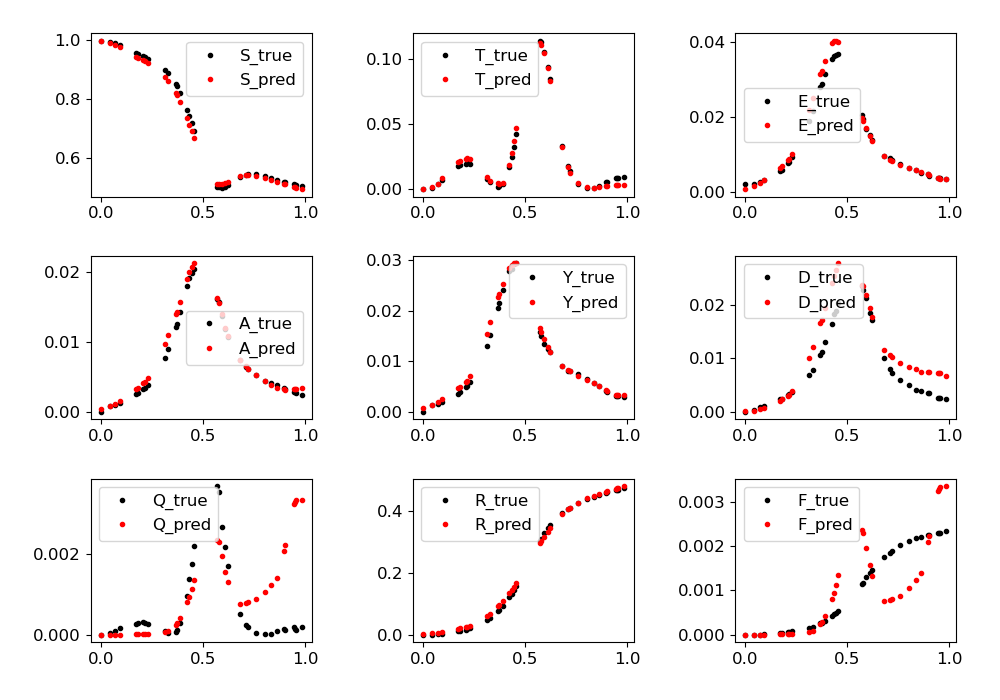 1.0
0.8
0.6
0.0 0.5 1.0
S_true
S_pred
0.10
0.05
0.00
0.0 0.5 1.0
T_true
T_pred
0.04
0.02
0.00
0.0 0.5 1.0
E_true
E_pred
0.02
0.01
0.00
0.0 0.5 1.0
A_true
A_pred
0.03
0.02
0.01
0.00
0.0 0.5 1.0
Y_true
Y_pred
0.02
0.01
0.00
0.0 0.5 1.0
D_true
D_pred
0.002
0.000
0.0 0.5 1.0
Q_true
Q_pred
0.4
0.2
0.0
0.0 0.5 1.0
R_true
R_pred
0.003
0.002
0.001
0.000
0.0 0.5 1.0
F_true
F_pred